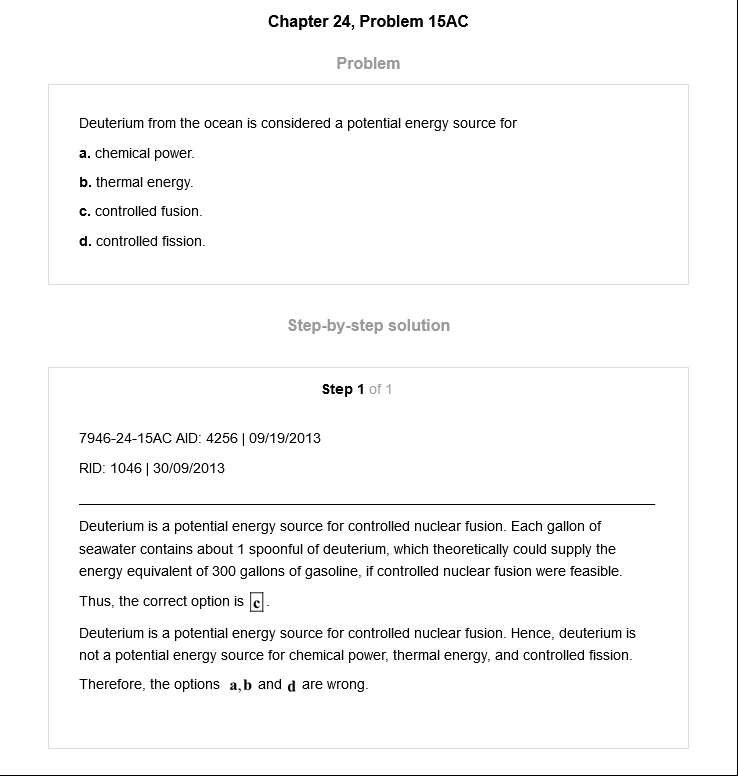 Chapter 24, Problem 15AC
Problem
Deuterium from the ocean is considered a potential energy source for
a. chemical power.
b. thermal energy.
c. controlled fusion.
d. controlled fission.
Step-by-step solution
Step 1 of 1
7946-24-15AC AID: 4256 | 09/19/2013
RID: 1046 | 30/09/2013
Deuterium is a potential energy source for controlled nuclear fusion. Each gallon of
seawater contains about 1 spoonful of deuterium, which theoretically could supply the
energy equivalent of 300 gallons of gasoline, if controlled nuclear fusion were feasible.
Thus, the correct option is c.
Deuterium is a potential energy source for controlled nuclear fusion. Hence, deuterium is
not a potential energy source for chemical power, thermal energy, and controlled fission.
Therefore, the options a,b and d are wrong.